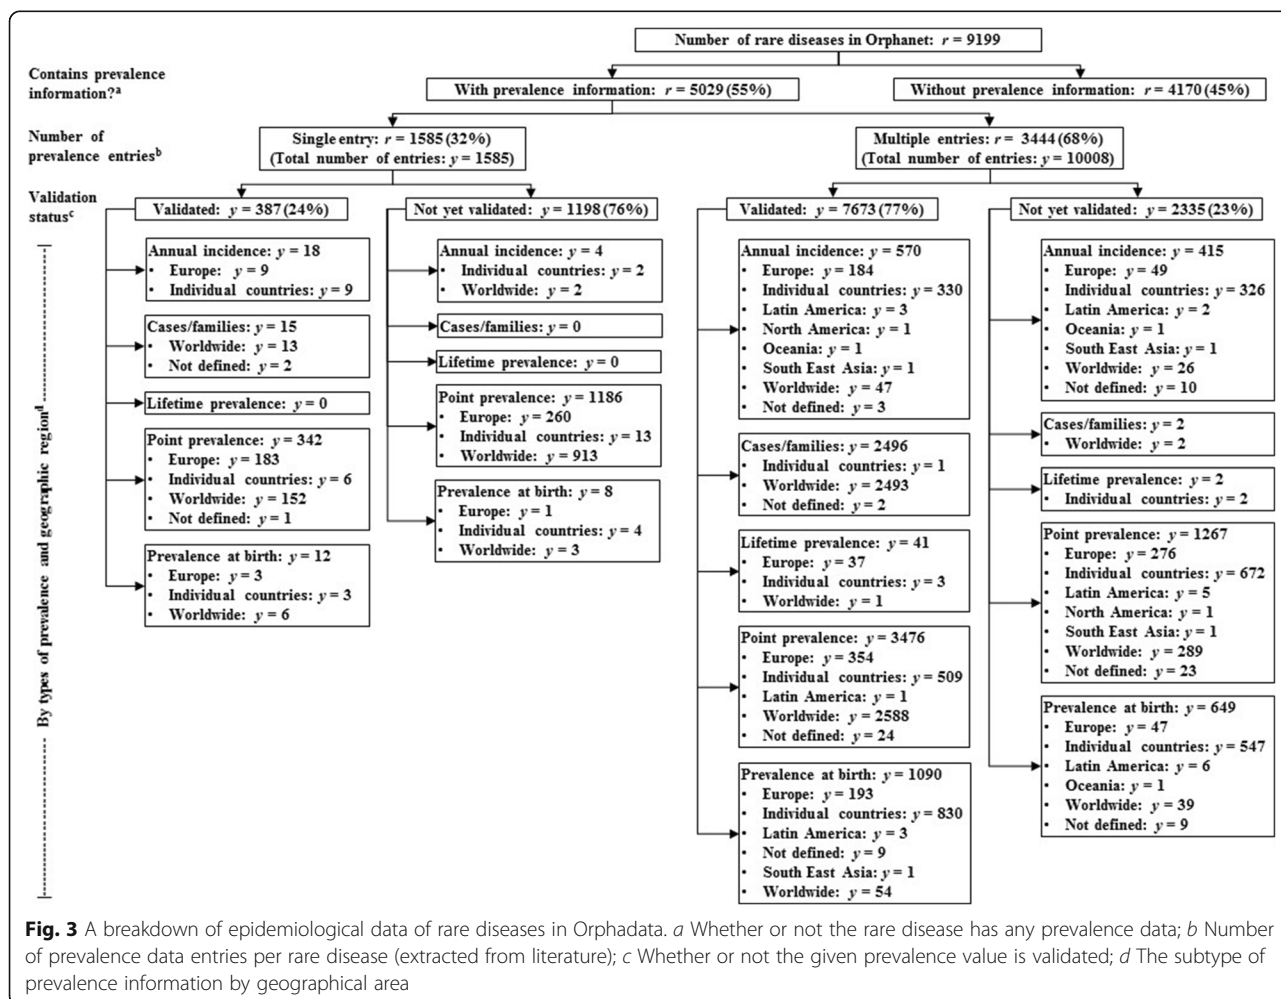 Number of rare diseases in Orphanet: r = 9199
Contains prevalence
information?a
With prevalence information: r = 5029 (55%)
Without prevalence information: r = 4170 (45%)
Number of
prevalence entriesb
Single entry: r = 1585 (32%)
(Total number of entries: y = 1585)
Multiple entries: r = 3444 (68%)
(Total number of entries: y = 10008)
Validation
statusc
Validated: y = 387 (24%)
Not yet validated: y = 1198 (76%)
Validated: y = 7673 (77%)
Not yet validated: y = 2335 (23%)
By types of prevalence and geographic regiond
Annual incidence: y = 18
• Europe: y = 9
• Individual countries: y = 9
Cases/families: y = 15
• Worldwide: y = 13
• Not defined: y = 2
Lifetime prevalence: y = 0
Point prevalence: y = 342
• Europe: y = 183
• Individual countries: y = 6
• Worldwide: y = 152
• Not defined: y = 1
Prevalence at birth: y = 12
• Europe: y = 3
• Individual countries: y = 3
• Worldwide: y = 6
Annual incidence: y = 4
• Individual countries: y = 2
• Worldwide: y = 2
Cases/families: y = 0
Lifetime prevalence: y = 0
Point prevalence: y = 1186
• Europe: y = 260
• Individual countries: y = 13
• Worldwide: y = 913
Prevalence at birth: y = 8
• Europe: y = 1
• Individual countries: y = 4
• Worldwide: y = 3
Annual incidence: y = 570
• Europe: y = 184
• Individual countries: y = 330
• Latin America: y = 3
• North America: y = 1
• Oceania: y = 1
• South East Asia: y = 1
• Worldwide: y = 47
• Not defined: y = 3
Cases/families: y = 2496
• Individual countries: y = 1
• Worldwide: y = 2493
• Not defined: y = 2
Lifetime prevalence: y = 41
• Europe: y = 37
• Individual countries: y = 3
• Worldwide: y = 1
Point prevalence: y = 3476
• Europe: y = 354
• Individual countries: y = 509
• Latin America: y = 1
• Worldwide: y = 2588
• Not defined: y = 24
Prevalence at birth: y = 1090
• Europe: y = 193
• Individual countries: y = 830
• Latin America: y = 3
• Not defined: y = 9
• South East Asia: y = 1
• Worldwide: y = 54
Annual incidence: y = 415
• Europe: y = 49
• Individual countries: y = 326
• Latin America: y = 2
• Oceania: y = 1
• South East Asia: y = 1
• Worldwide: y = 26
• Not defined: y = 10
Cases/families: y = 2
• Worldwide: y = 2
Lifetime prevalence: y = 2
• Individual countries: y = 2
Point prevalence: y = 1267
• Europe: y = 276
• Individual countries: y = 672
• Latin America: y = 5
• North America: y = 1
• South East Asia: y = 1
• Worldwide: y = 289
• Not defined: y = 23
Prevalence at birth: y = 649
• Europe: y = 47
• Individual countries: y = 547
• Latin America: y = 6
• Oceania: y = 1
• Worldwide: y = 39
• Not defined: y = 9
Fig. 3 A breakdown of epidemiological data of rare diseases in Orphadata. a Whether or not the rare disease has any prevalence data; b Number
of prevalence data entries per rare disease (extracted from literature); c Whether or not the given prevalence value is validated; d The subtype of
prevalence information by geographical area